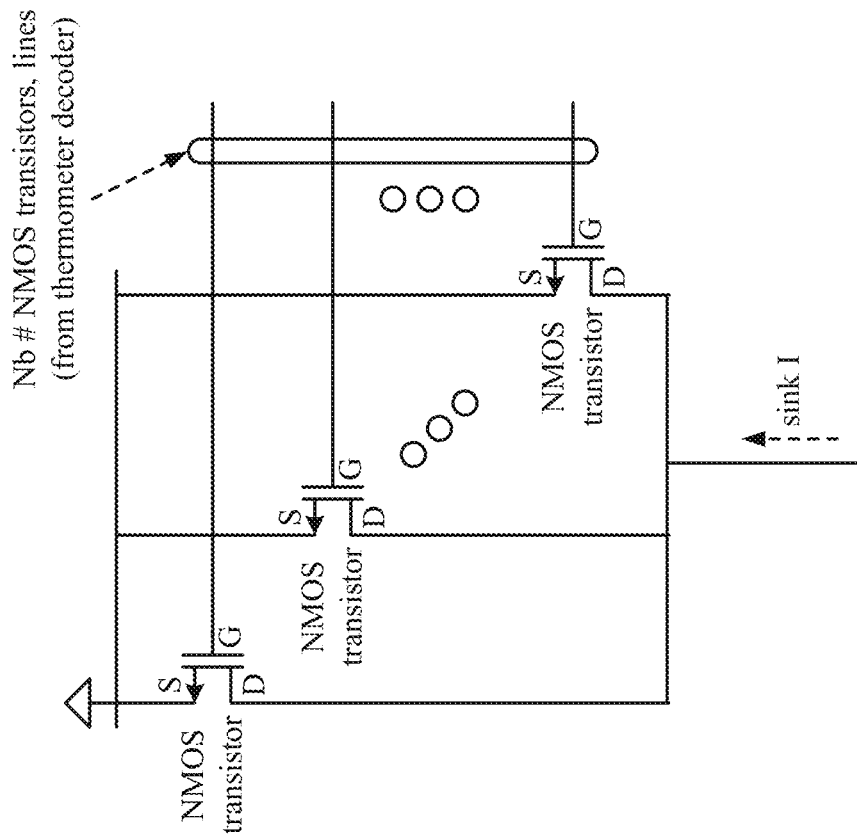 Nb # NMOS transistors, lines
(from thermometer decoder)
S
G
D
NMOS
transistor
S
G
D
NMOS
transistor
S
G
D
NMOS
transistor
sink I